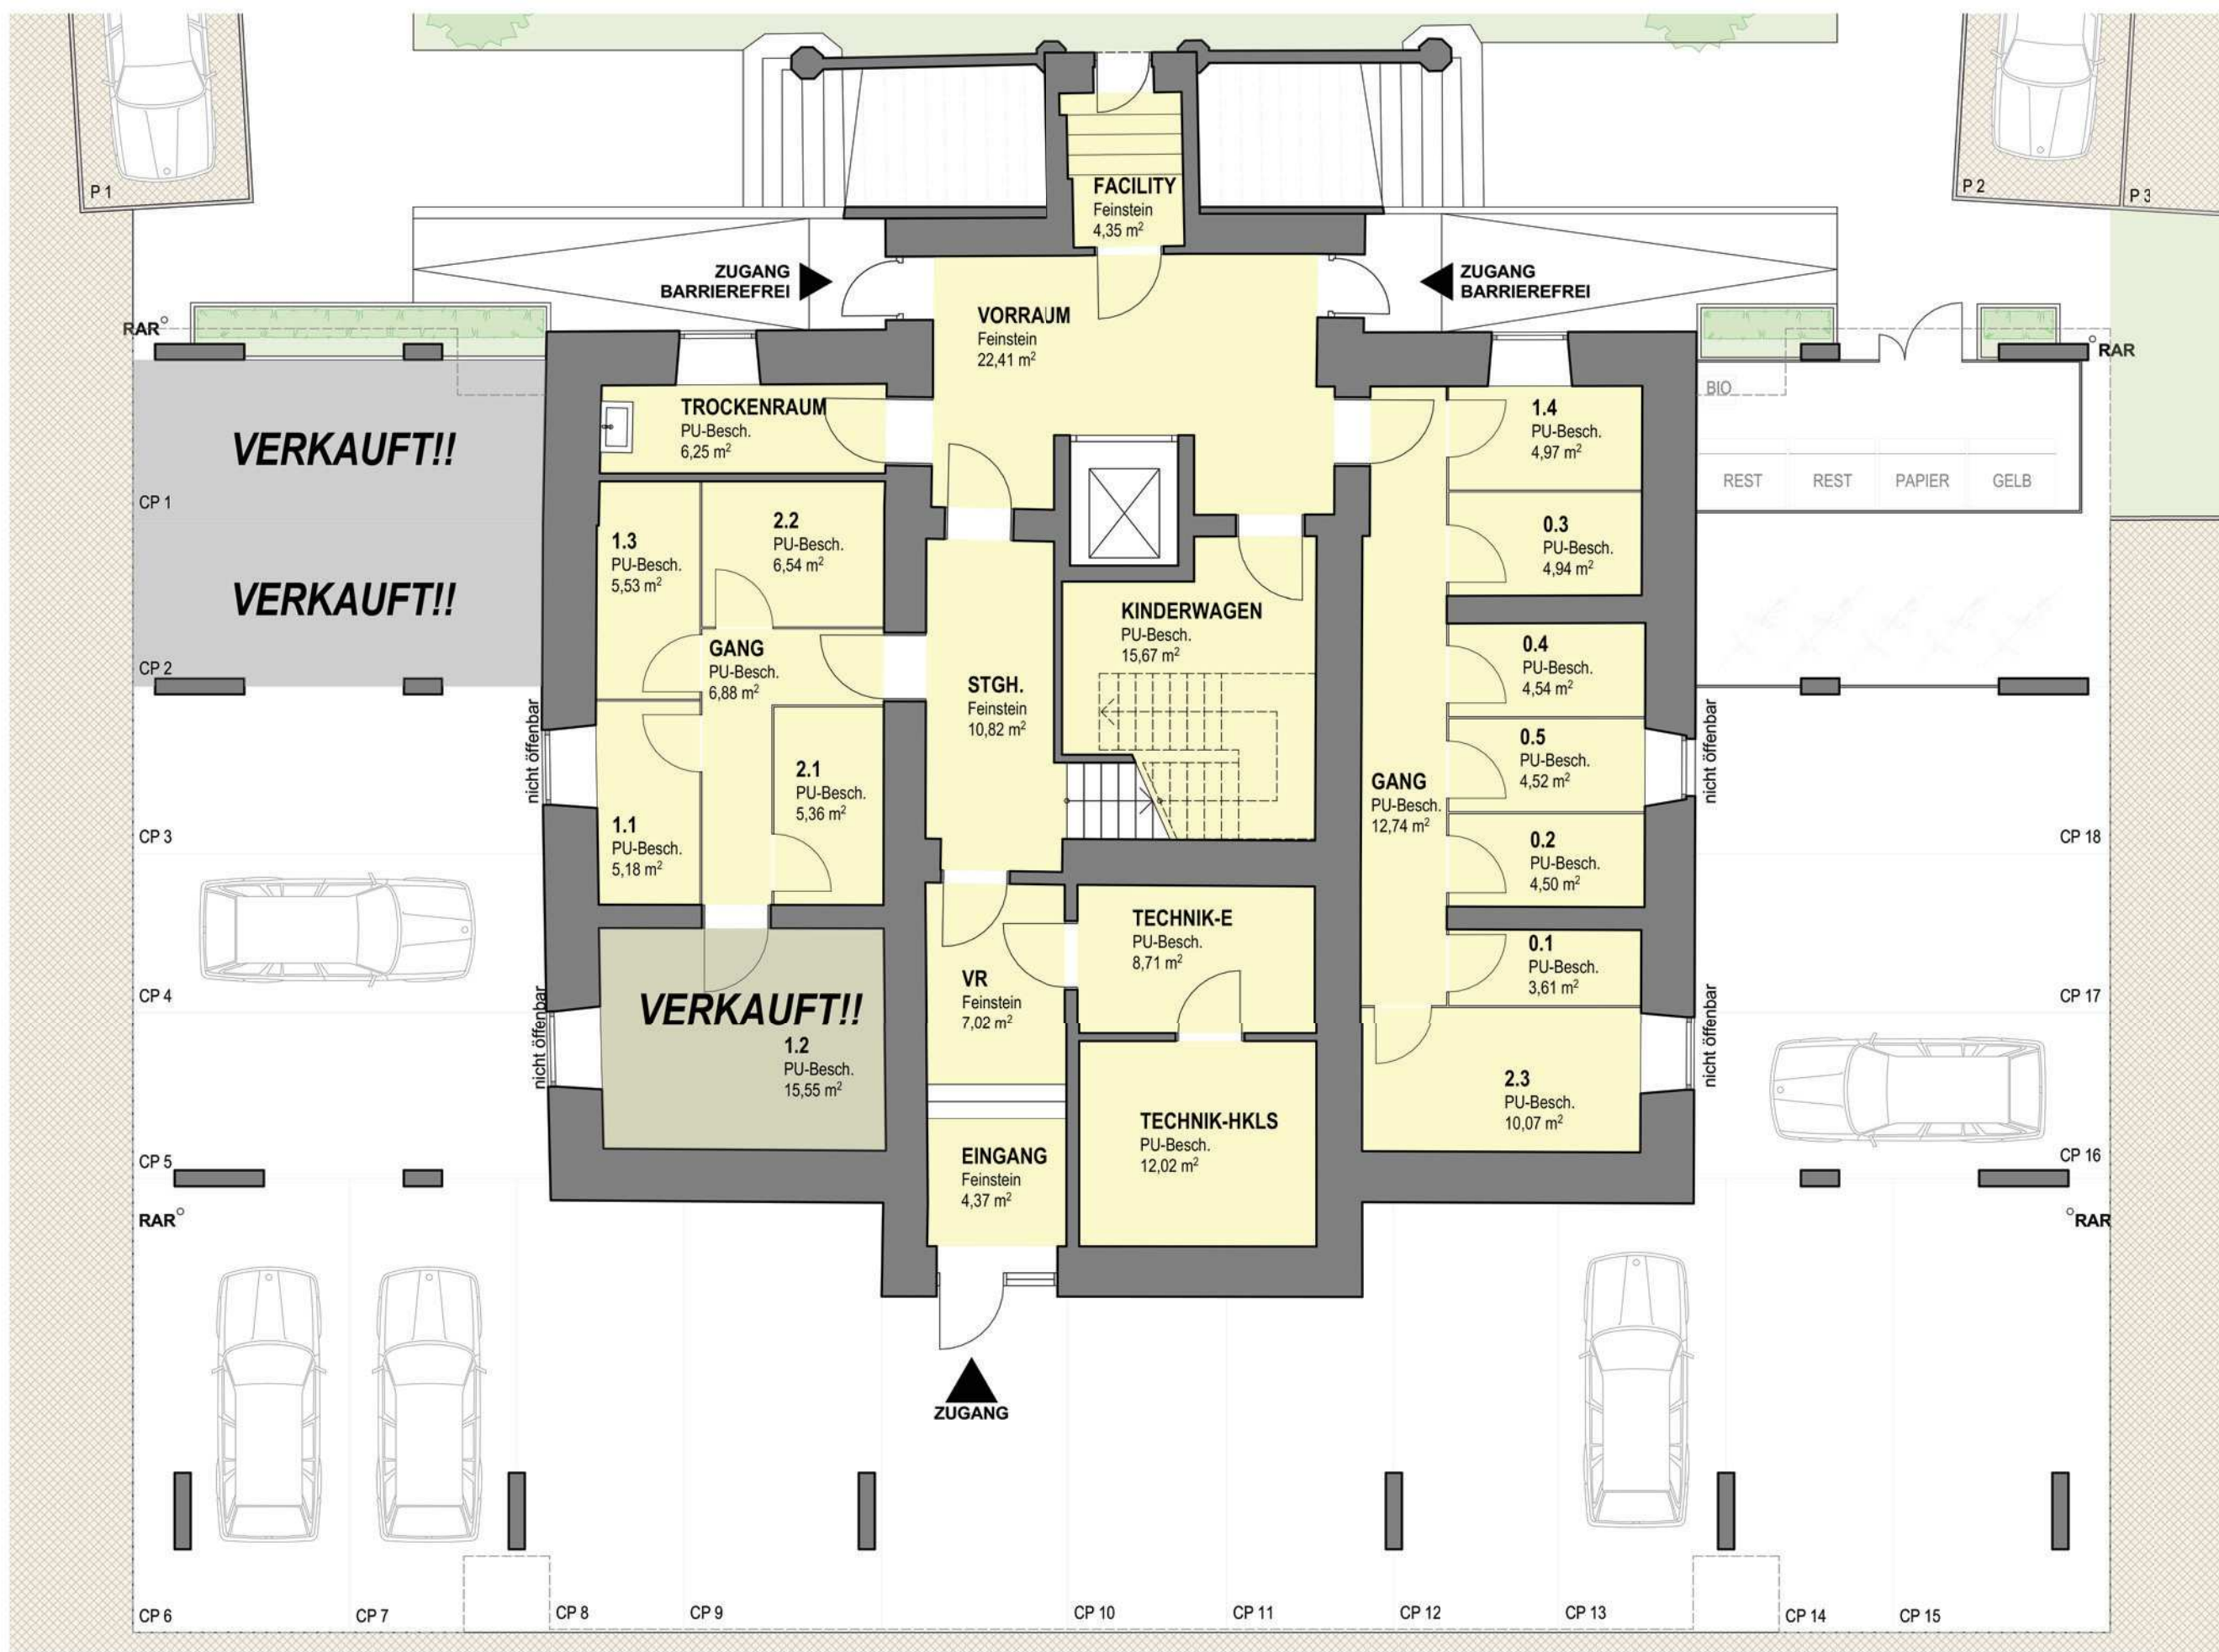 P 1
P 2
P 3
FACILITY
Feinstein
4,35 m²
ZUGANG
BARRIEREFREI
ZUGANG
BARRIEREFREI
RAR
RAR
VORRAUM
Feinstein
22,41 m²
BIO
REST
REST
PAPIER
GELB
VERKAUFT!!
CP 1
VERKAUFT!!
CP 2
TROCKENRAUM
PU-Besch.
6,25 m²
1.4
PU-Besch.
4,97 m²
1.3
PU-Besch.
5,53 m²
2.2
PU-Besch.
6,54 m²
0.3
PU-Besch.
4,94 m²
KINDERWAGEN
PU-Besch.
15,67 m²
GANG
PU-Besch.
6,88 m²
STGH.
Feinstein
10,82 m²
0.4
PU-Besch.
4,54 m²
nicht öffenbar
nicht öffenbar
0.5
PU-Besch.
4,52 m²
2.1
PU-Besch.
5,36 m²
GANG
PU-Besch.
12,74 m²
1.1
PU-Besch.
5,18 m²
CP 3
CP 18
0.2
PU-Besch.
4,50 m²
TECHNIK-E
PU-Besch.
8,71 m²
0.1
PU-Besch.
3,61 m²
VR
Feinstein
7,02 m²
CP 4
CP 17
nicht öffenbar
nicht öffenbar
VERKAUFT!!
1.2
PU-Besch.
15,55 m²
2.3
PU-Besch.
10,07 m²
TECHNIK-HKLS
PU-Besch.
12,02 m²
EINGANG
Feinstein
4,37 m²
CP 5
CP 16
RAR
RAR
ZUGANG
CP 6
CP 7
CP 8
CP 9
CP 10
CP 11
CP 12
CP 13
CP 14
CP 15